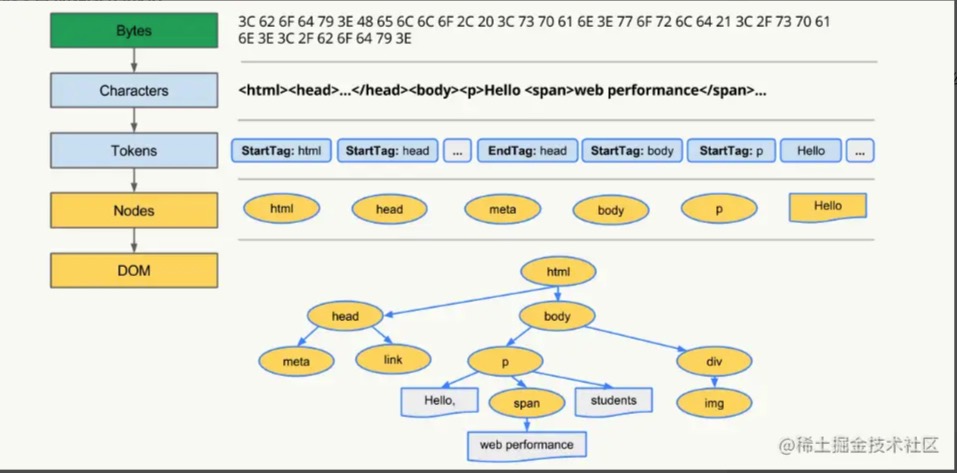 Bytes
3C 62 6F 64 79 3E 48 65 6C 6C 6F 2C 20 3C 73 70 61 6E 3E 77 6F 72 6C 64 21 3C 2F 73 70 61
6E 3E 3C 2F 62 6F 64 79 3E
Characters
<html><head>...</head><body><p>Hello <span>web performance</span>...
Tokens
StartTag: html StartTag: head ... EndTag: head StartTag: body StartTag: p Hello ...
Nodes
html head meta body p Hello
DOM
html
head body
meta link p div
Hello, span students img
web performance
@稀土掘金技术社区